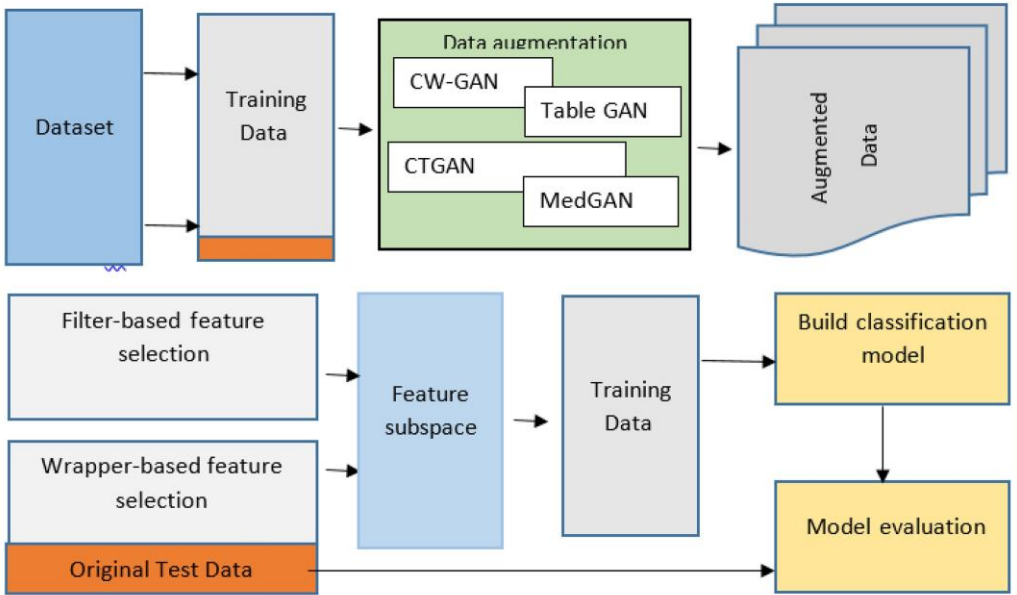 Dataset
Training
Data
Data augmentation
CW-GAN
Table GAN
CTGAN
MedGAN
Augmented
Data
Filter-based feature
selection
Wrapper-based feature
selection
Original Test Data
Feature
subspace
Training
Data
Build classification
model
Model evaluation